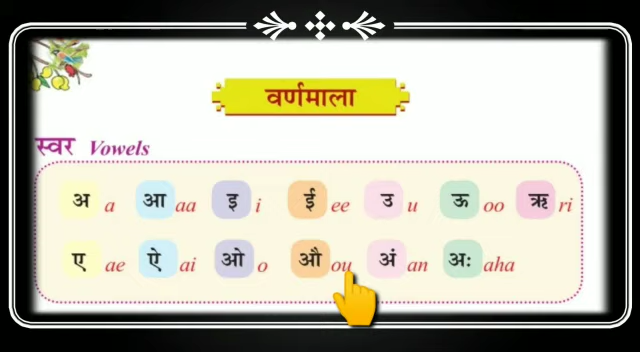 वर्णमाला
स्वर Vowels
अ a आ aa इ i ई ee उ u ऊ oo ऋ ri
ए ae ऐ ai ओ o औ ou अं an अः aha